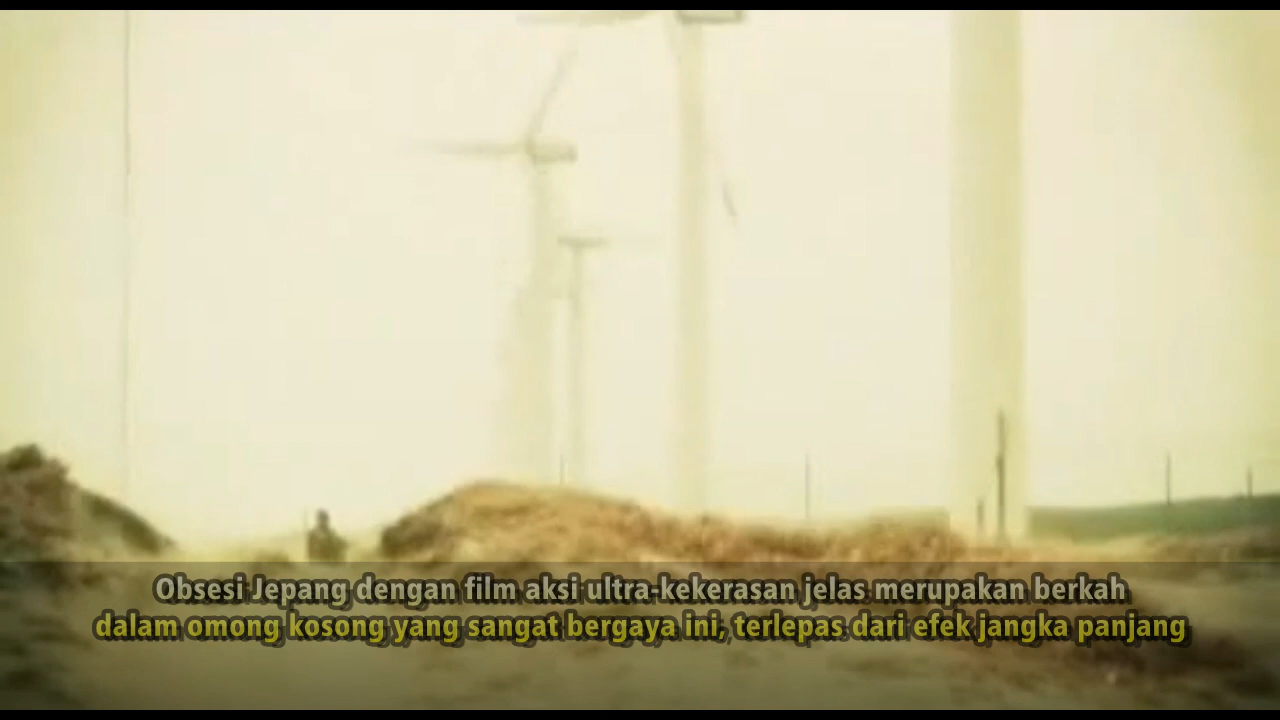 Obsesi Jepang dengan film aksi ultra-kekerasan jelas merupakan berkah
dalam omong kosong yang sangat bergaya ini, terlepas dari efek jangka panjang